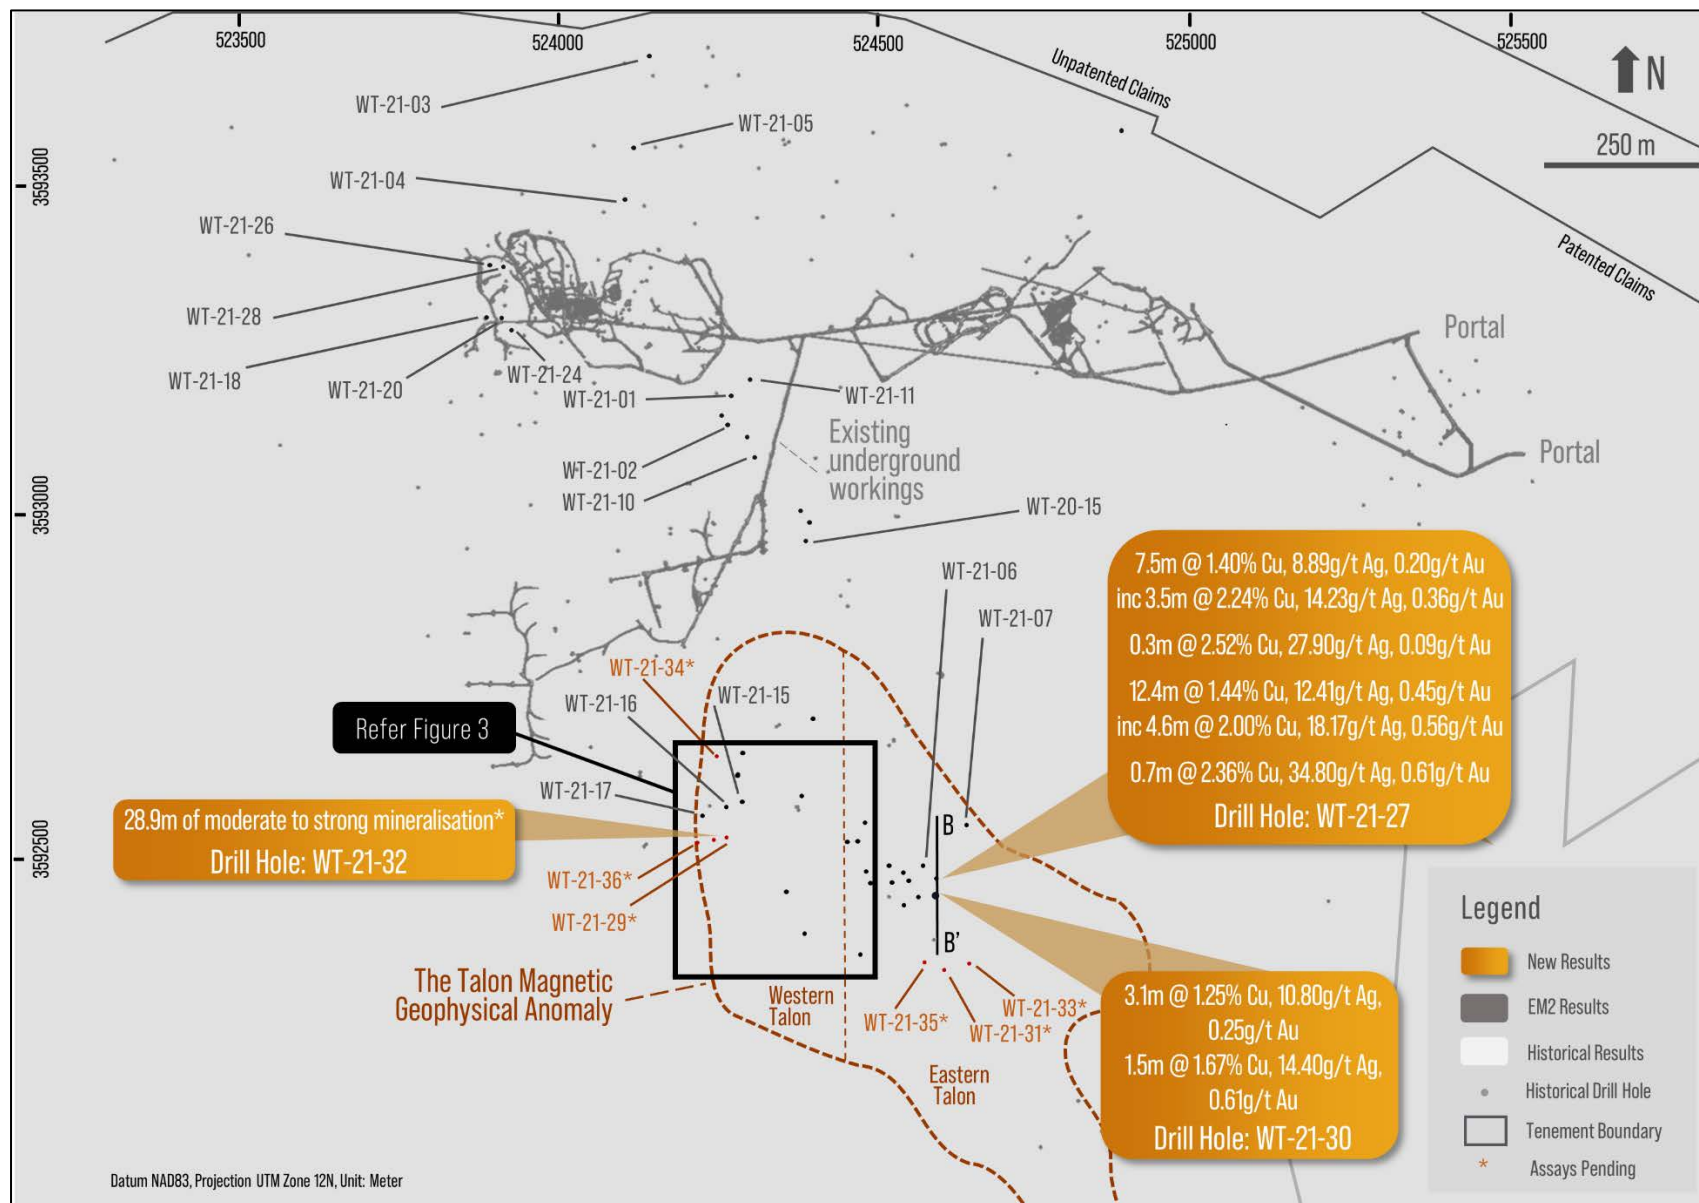 523500
524000
524500
525000
525500
N
Unpatented Claims
250 m
WT-21-03
WT-21-05
3593500
WT-21-04
WT-21-26
Patented Claims
WT-21-28
Portal
WT-21-18
WT-21-20
WT-21-24
WT-21-01
WT-21-11
Existing
underground
workings
Portal
WT-21-02
WT-21-10
3593000
WT-20-15
WT-21-06
WT-21-07
7.5m @ 1.40% Cu, 8.89g/t Ag, 0.20g/t Au
inc 3.5m @ 2.24% Cu, 14.23g/t Ag, 0.36g/t Au
0.3m @ 2.52% Cu, 27.90g/t Ag, 0.09g/t Au
12.4m @ 1.44% Cu, 12.41g/t Ag, 0.45g/t Au
inc 4.6m @ 2.00% Cu, 18.17g/t Ag, 0.56g/t Au
0.7m @ 2.36% Cu, 34.80g/t Ag, 0.61g/t Au
Drill Hole: WT-21-27
WT-21-34*
WT-21-16
WT-21-15
Refer Figure 3
WT-21-17
28.9m of moderate to strong mineralisation*
Drill Hole: WT-21-32
3592500
B
WT-21-36*
WT-21-29*
B'
The Talon Magnetic
Geophysical Anomaly
Western
Talon
WT-21-35*
WT-21-33*
WT-21-31*
Eastern
Talon
3.1m @ 1.25% Cu, 10.80g/t Ag,
0.25g/t Au
1.5m @ 1.67% Cu, 14.40g/t Ag,
0.61g/t Au
Drill Hole: WT-21-30
Legend
New Results
EM2 Results
Historical Results
Historical Drill Hole
Tenement Boundary
* Assays Pending
Datum NAD83, Projection UTM Zone 12N, Unit: Meter